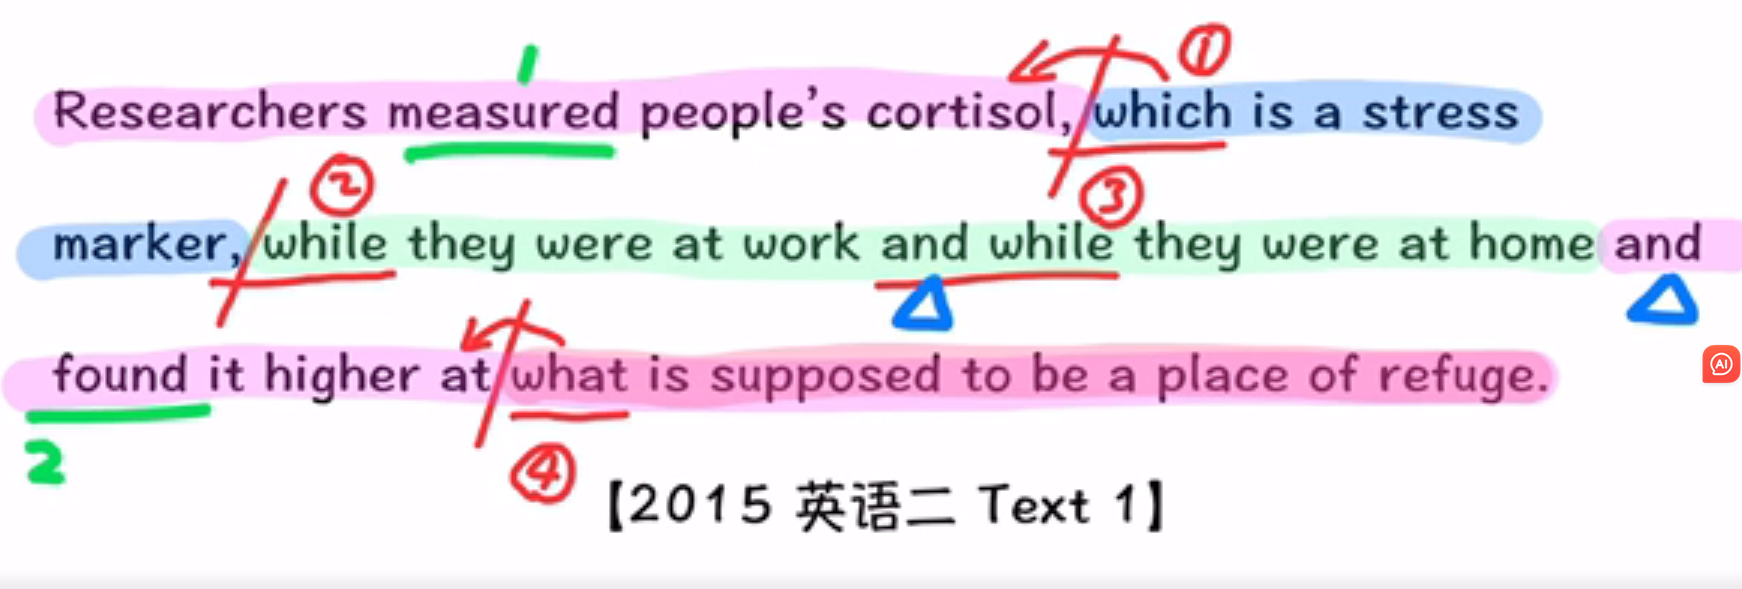 1
①
Researchers measured people's cortisol, which is a stress
② ③
marker, while they were at work and while they were at home and
found it higher at what is supposed to be a place of refuge.
2 ④
【2015 英语二 Text 1】
AI